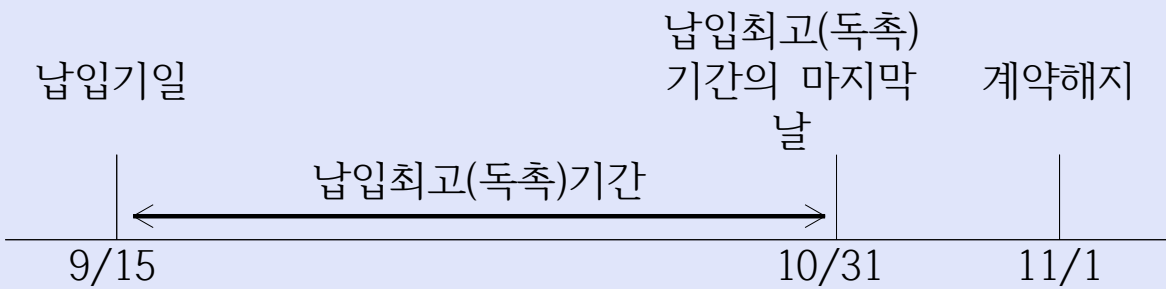 납입기일
납입최고(독촉)
기간의 마지막
날
계약해지
납입최고(독촉)기간
9/15
10/31
11/1